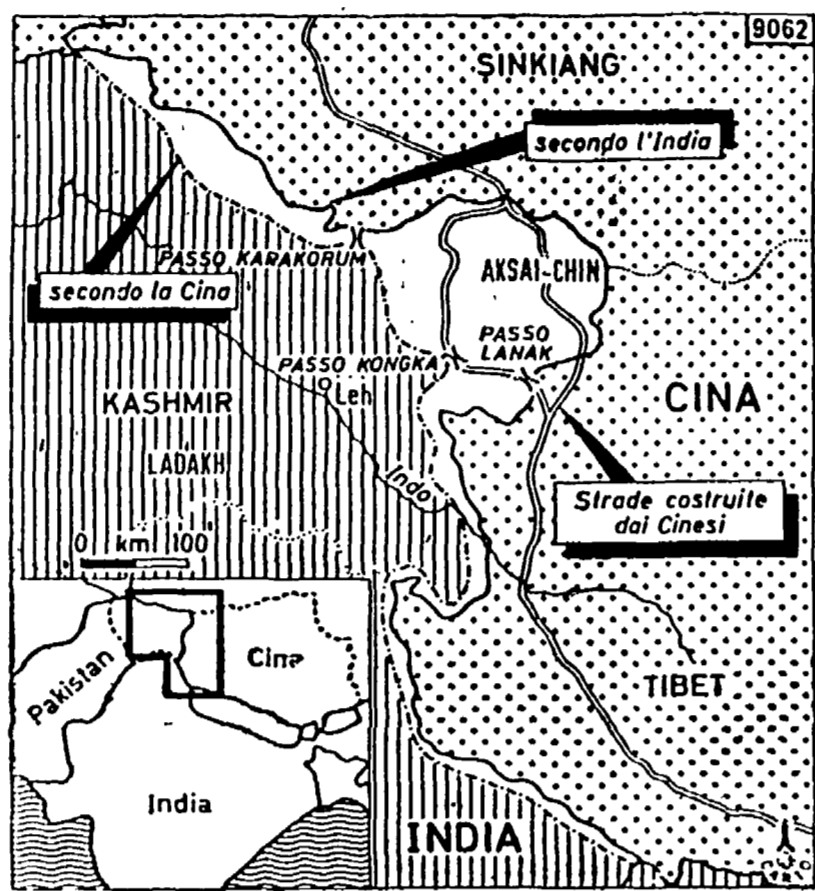 9062
SINKIANG
secondo l'India
PASSO KARAKORUM
AKSAI-CHIN
secondo la Cina
PASSO
LANAK
PASSO KONGKA
Leh
KASHMIR
CINA
LADAKH
Indo
Strade costruite
dai Cinesi
0 km 100
Cina
Pakistan
TIBET
India
INDIA